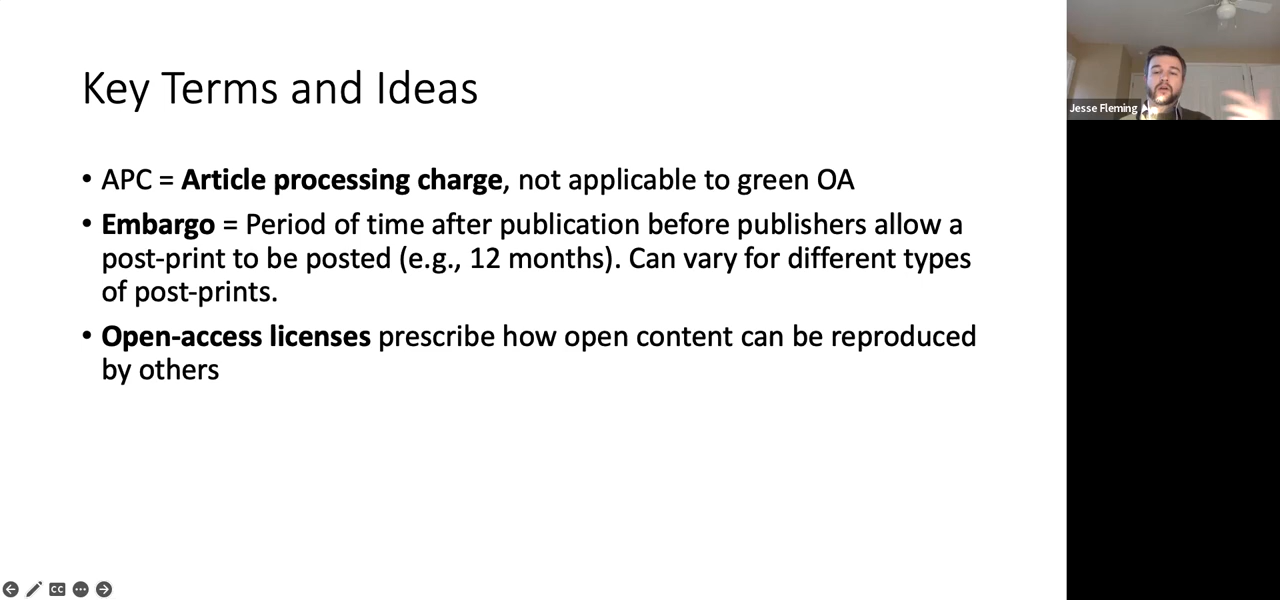 Key Terms and Ideas
• APC = Article processing charge, not applicable to green OA
• Embargo = Period of time after publication before publishers allow a
post-print to be posted (e.g., 12 months). Can vary for different types
of post-prints.
• Open-access licenses prescribe how open content can be reproduced
by others
Jesse Fleming
CC